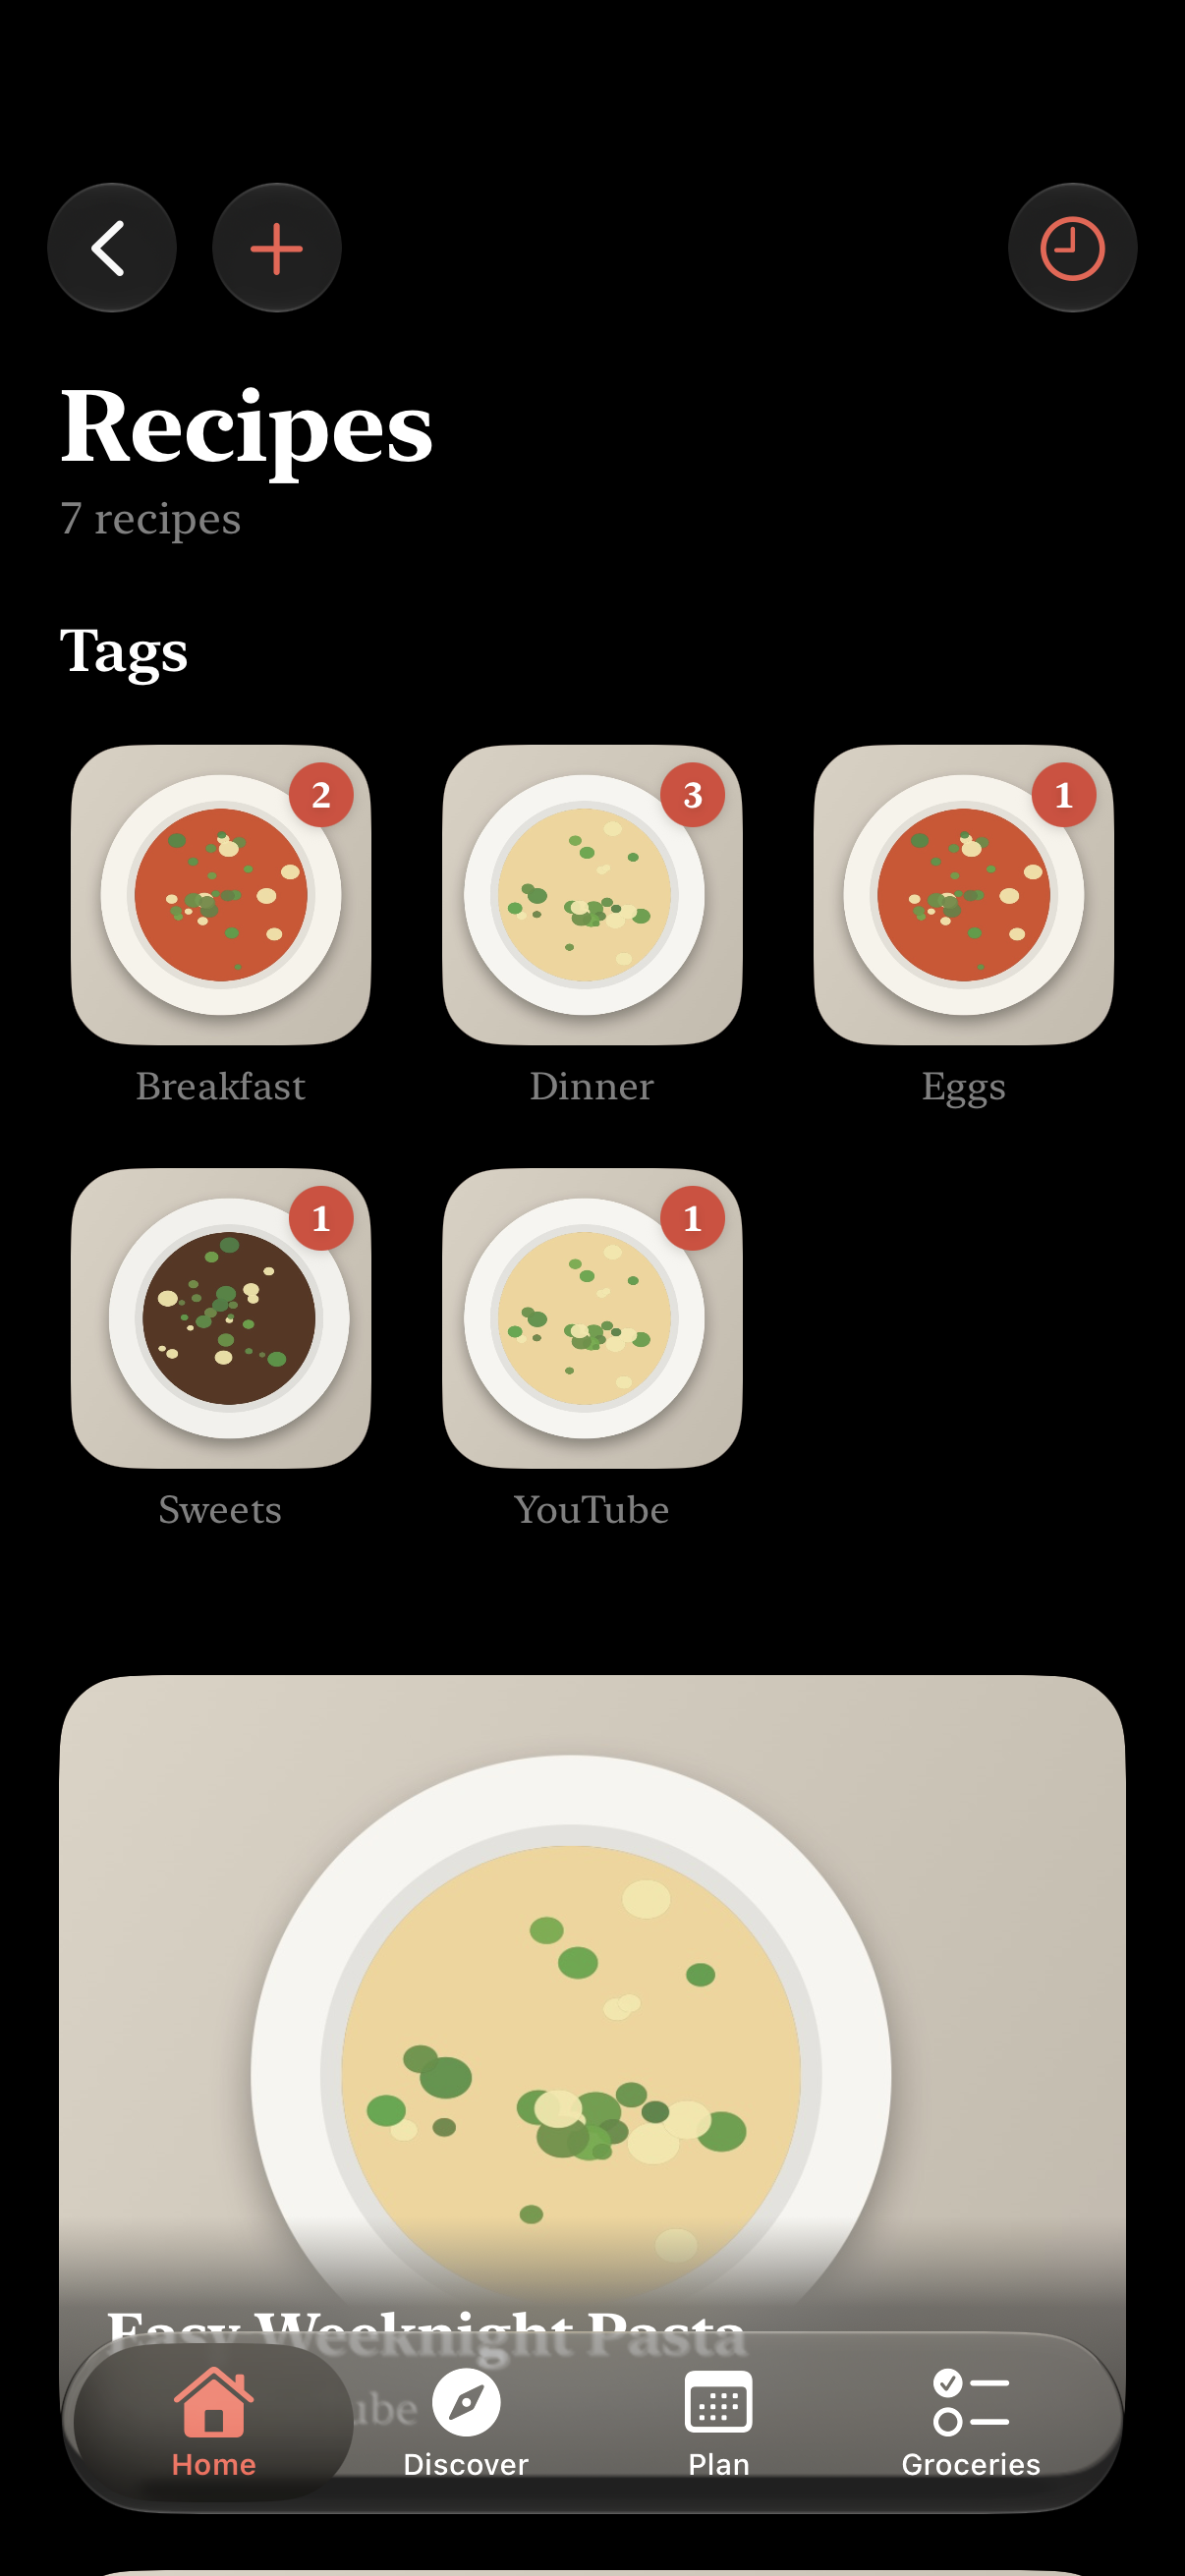 Recipes
7 recipes
Tags
2
3
1
Breakfast
Dinner
Eggs
1
1
Sweets
YouTube
Easy Weeknight Pasta
Home
Discover
Plan
Groceries